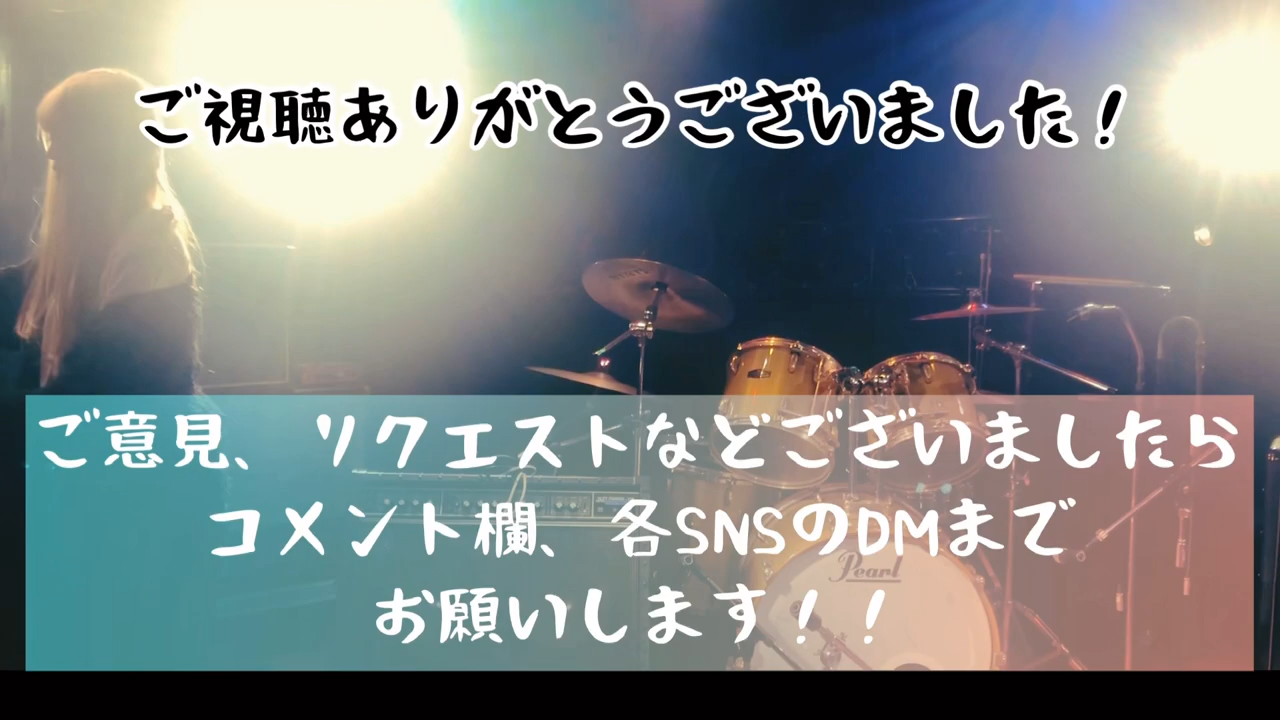 ご視聴ありがとうございました！
ご意見、リクエストなどございましたら
コメント欄、各SNSのDMまで
お願いします！！
Pearl